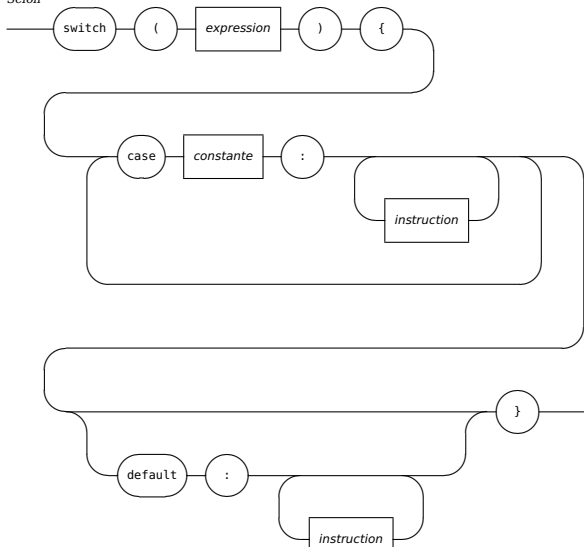 Selon
switch ( expression ) {
case constante :
instruction
}
default :
instruction